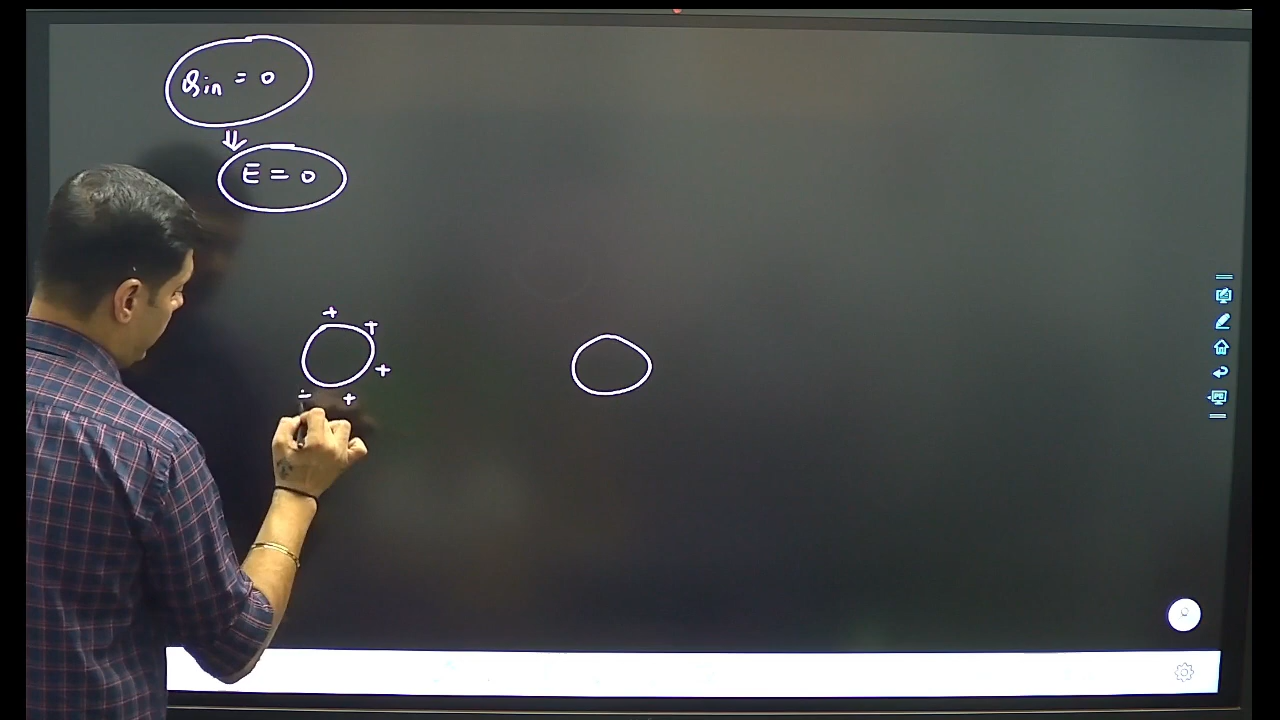 qin = 0
⇓
E = 0
+ +
+
- +